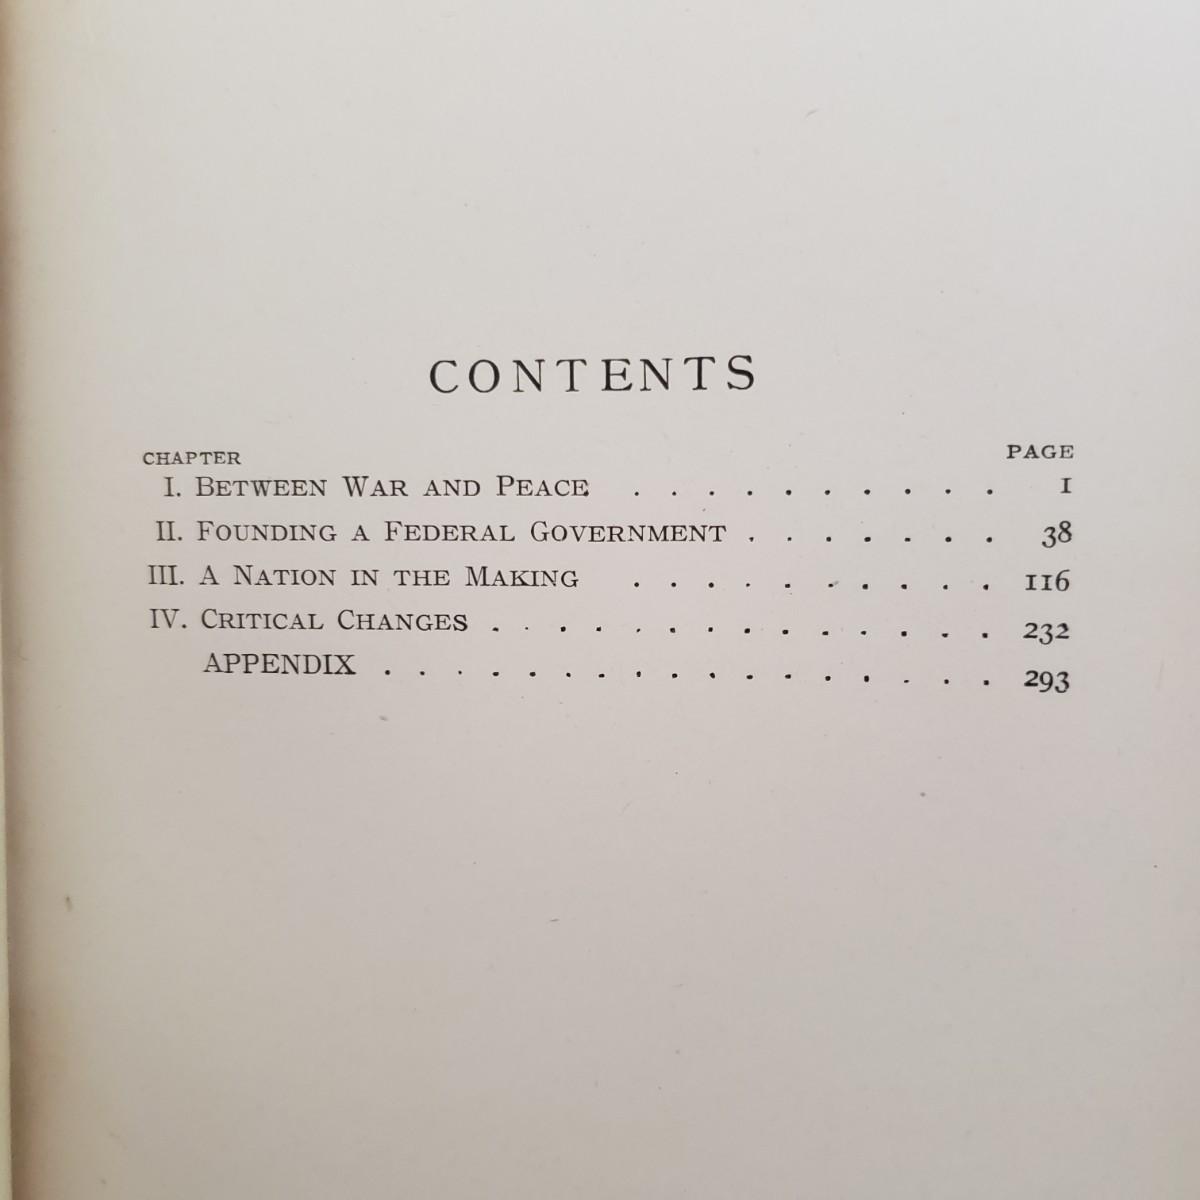 CONTENTS
CHAPTER PAGE
I. BETWEEN WAR AND PEACE . . . . . . . . . . 1
II. FOUNDING A FEDERAL GOVERNMENT . . . . . . . 38
III. A NATION IN THE MAKING . . . . . . . . . . 116
IV. CRITICAL CHANGES . . . . . . . . . . . . . . 232
APPENDIX . . . . . . . . . . . . . . . . . 293